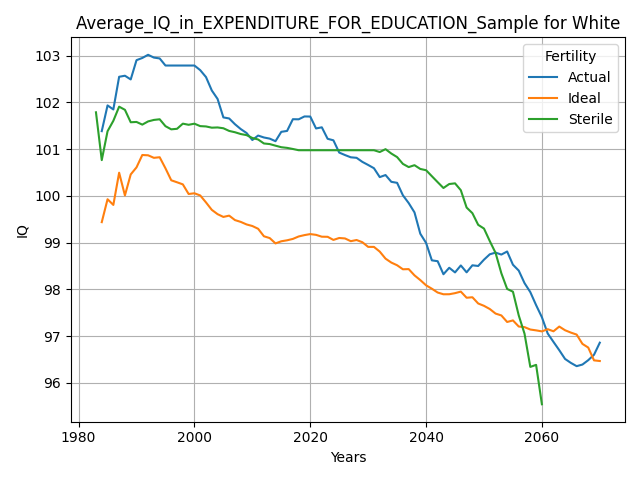 Average_IQ_in_EXPENDITURE_FOR_EDUCATION_Sample for White
Fertility
Actual
Ideal
Sterile
103
102
101
100
99
98
97
96
IQ
1980
2000
2020
2040
2060
Years